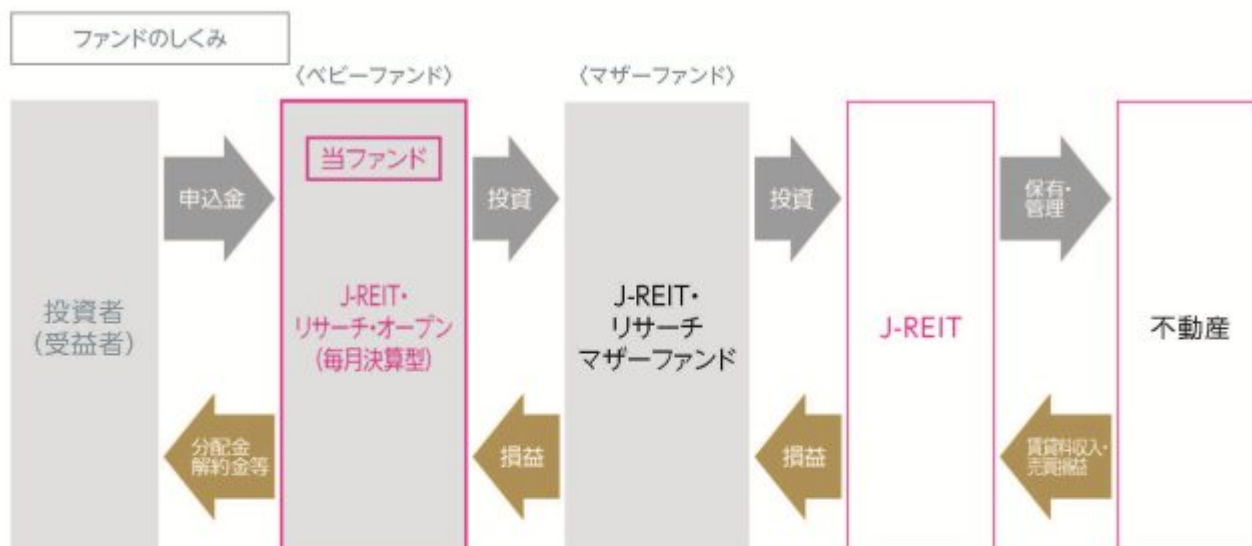 ファンドのしくみ
〈ベビーファンド〉
〈マザーファンド〉
当ファンド
申込金
投資
投資
保有・
管理
投資者
(受益者)
J-REIT・
リサーチ・オープン
(毎月決算型)
J-REIT・
リサーチ
マザーファンド
J-REIT
不動産
分配金
解約金等
損益
損益
賃貸料収入・
売買損益